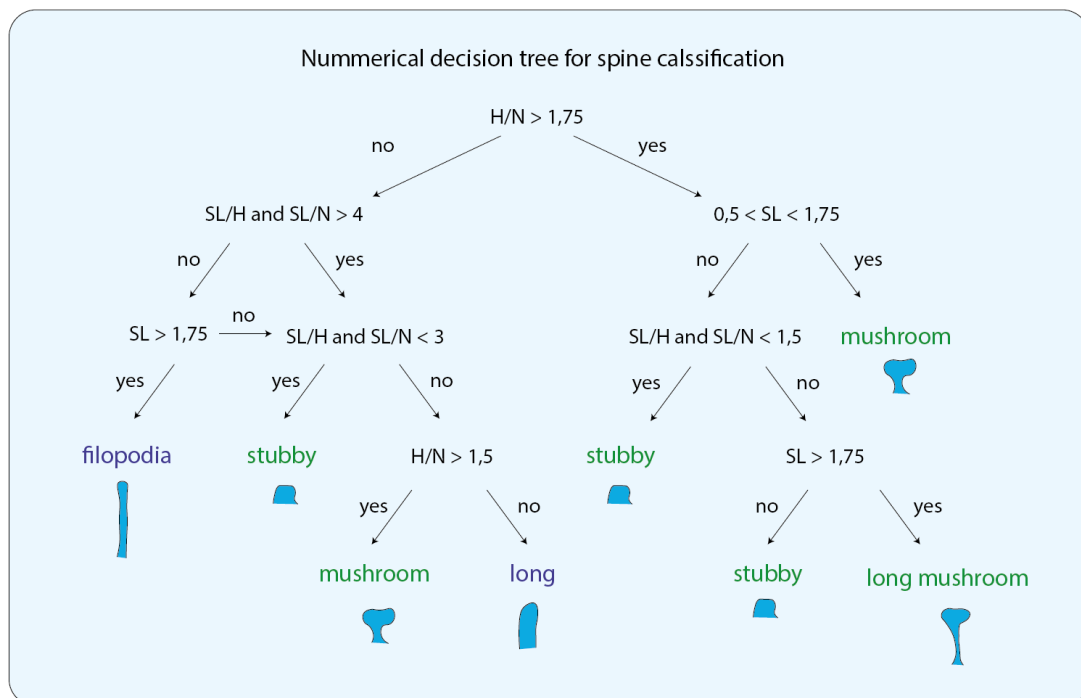 Nummerical decision tree for spine calssification
H/N > 1,75
no
yes
SL/H and SL/N > 4
0,5 < SL < 1,75
no
yes
no
yes
SL > 1,75
no
SL/H and SL/N < 3
SL/H and SL/N < 1,5
mushroom
yes
yes
no
yes
no
filopodia
stubby
H/N > 1,5
stubby
SL > 1,75
yes
no
no
yes
mushroom
long
stubby
long mushroom